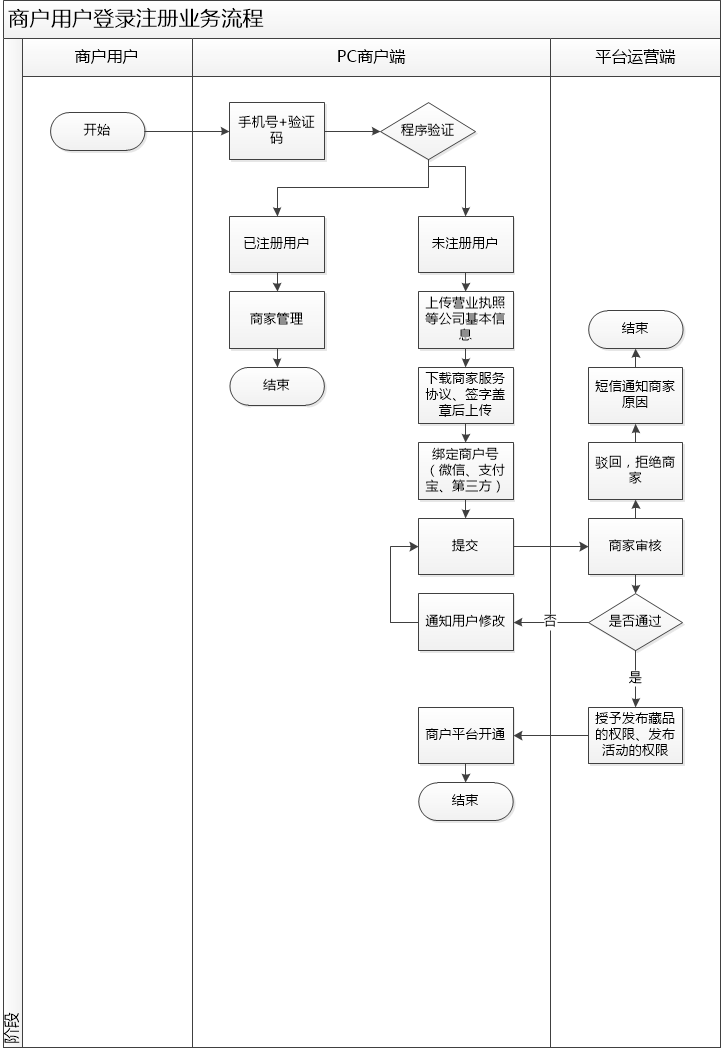 商户用户登录注册业务流程
商户用户
PC商户端
平台运营端
开始
手机号+验证
码
程序验证
已注册用户
未注册用户
商家管理
上传营业执照
等公司基本信
息
结束
结束
下载商家服务
协议、签字盖
章后上传
短信通知商家
原因
绑定商户号
（微信、支付
宝、第三方）
驳回，拒绝商
家
提交
商家审核
通知用户修改
否
是否通过
是
商户平台开通
授予发布藏品
的权限、发布
活动的权限
结束
阶段